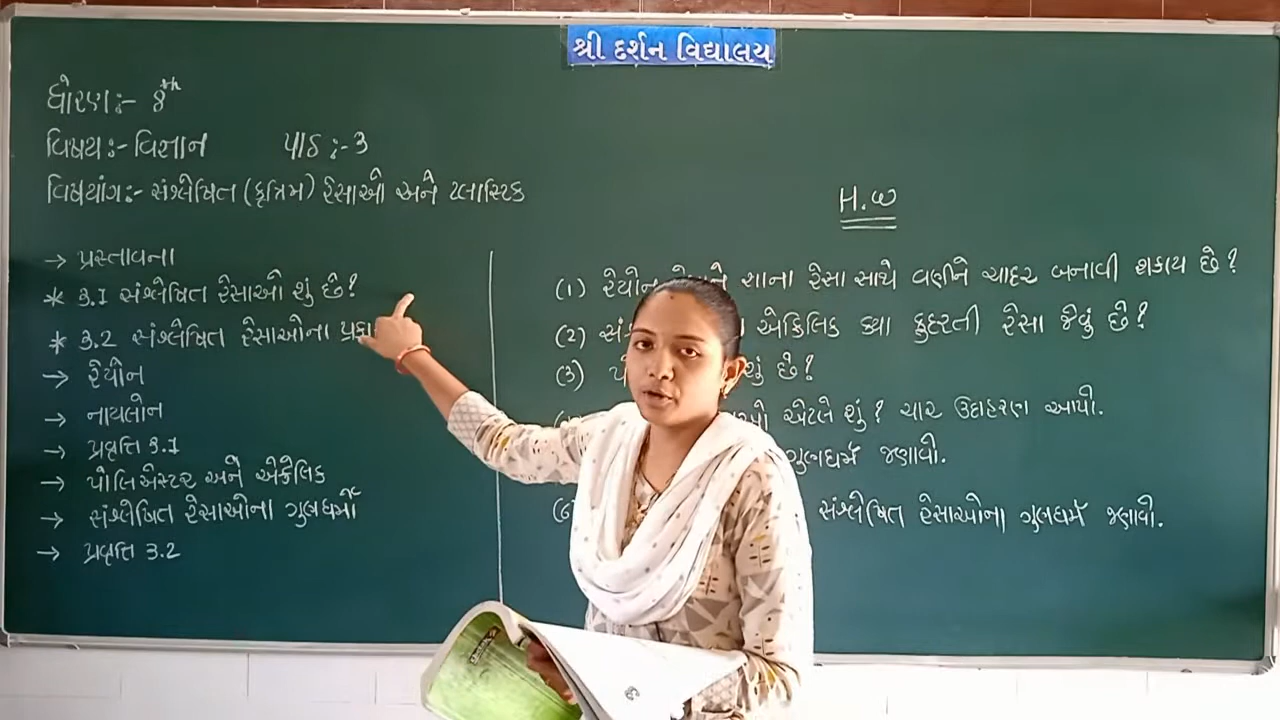 શ્રી દર્શન વિદ્યાલય
ધોરણ:- 8th
વિષય:- વિજ્ઞાન પાઠ :- 3
વિષયાંગ:- સંશ્લેષિત (કૃત્રિમ) રેસાઓ અને પ્લાસ્ટિક
→ પ્રસ્તાવના
* 3.1 સંશ્લેષિત રેસાઓ શું છે?
* 3.2 સંશ્લેષિત રેસાઓના
→ રેયોન
→ નાયલોન
→ પ્રવૃત્તિ 3.1
→ પોલિએસ્ટર અને એક્રેલિક
→ સંશ્લેષિત રેસાઓના ગુણધર્મો
→ પ્રવૃત્તિ 3.2
H.W
(1) રેયોન શાના રેસા સાથે વણીને ચાદર બનાવી શકાય છે?
(2) એક્રિલિક ક્યા કુદરતી રેસા જેવું છે?
(3) શું છે?
એટલે શું? ચાર ઉદાહરણ આપો.
ગુણધર્મ જણાવો.
સંશ્લેષિત રેસાઓના ગુણધર્મ જણાવો.